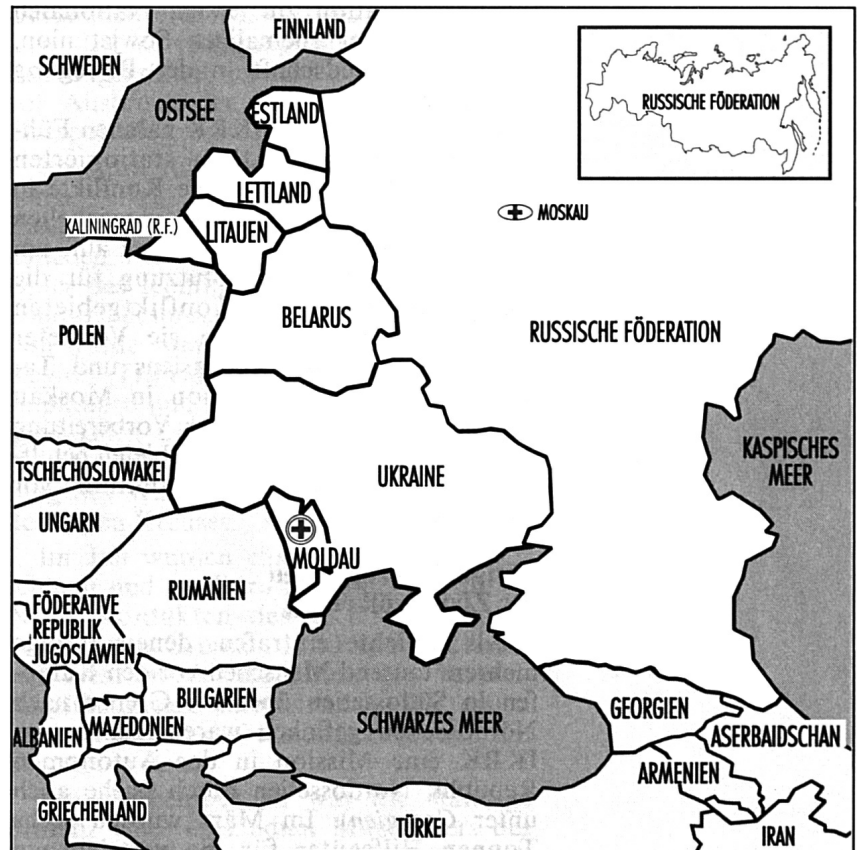 FINNLAND
SCHWEDEN
OSTSEE
ESTLAND
RUSSISCHE FÖDERATION
LETTLAND
MOSKAU
KALININGRAD (R.F.)
LITAUEN
BELARUS
POLEN
RUSSISCHE FÖDERATION
KASPISCHES
MEER
TSCHECHOSLOWAKEI
UKRAINE
UNGARN
MOLDAU
RUMÄNIEN
FÖDERATIVE
REPUBLIK
JUGOSLAWIEN
BULGARIEN
GEORGIEN
SCHWARZES MEER
ALBANIEN
MAZEDONIEN
ASERBAIDSCHAN
ARMENIEN
GRIECHENLAND
TÜRKEI
IRAN